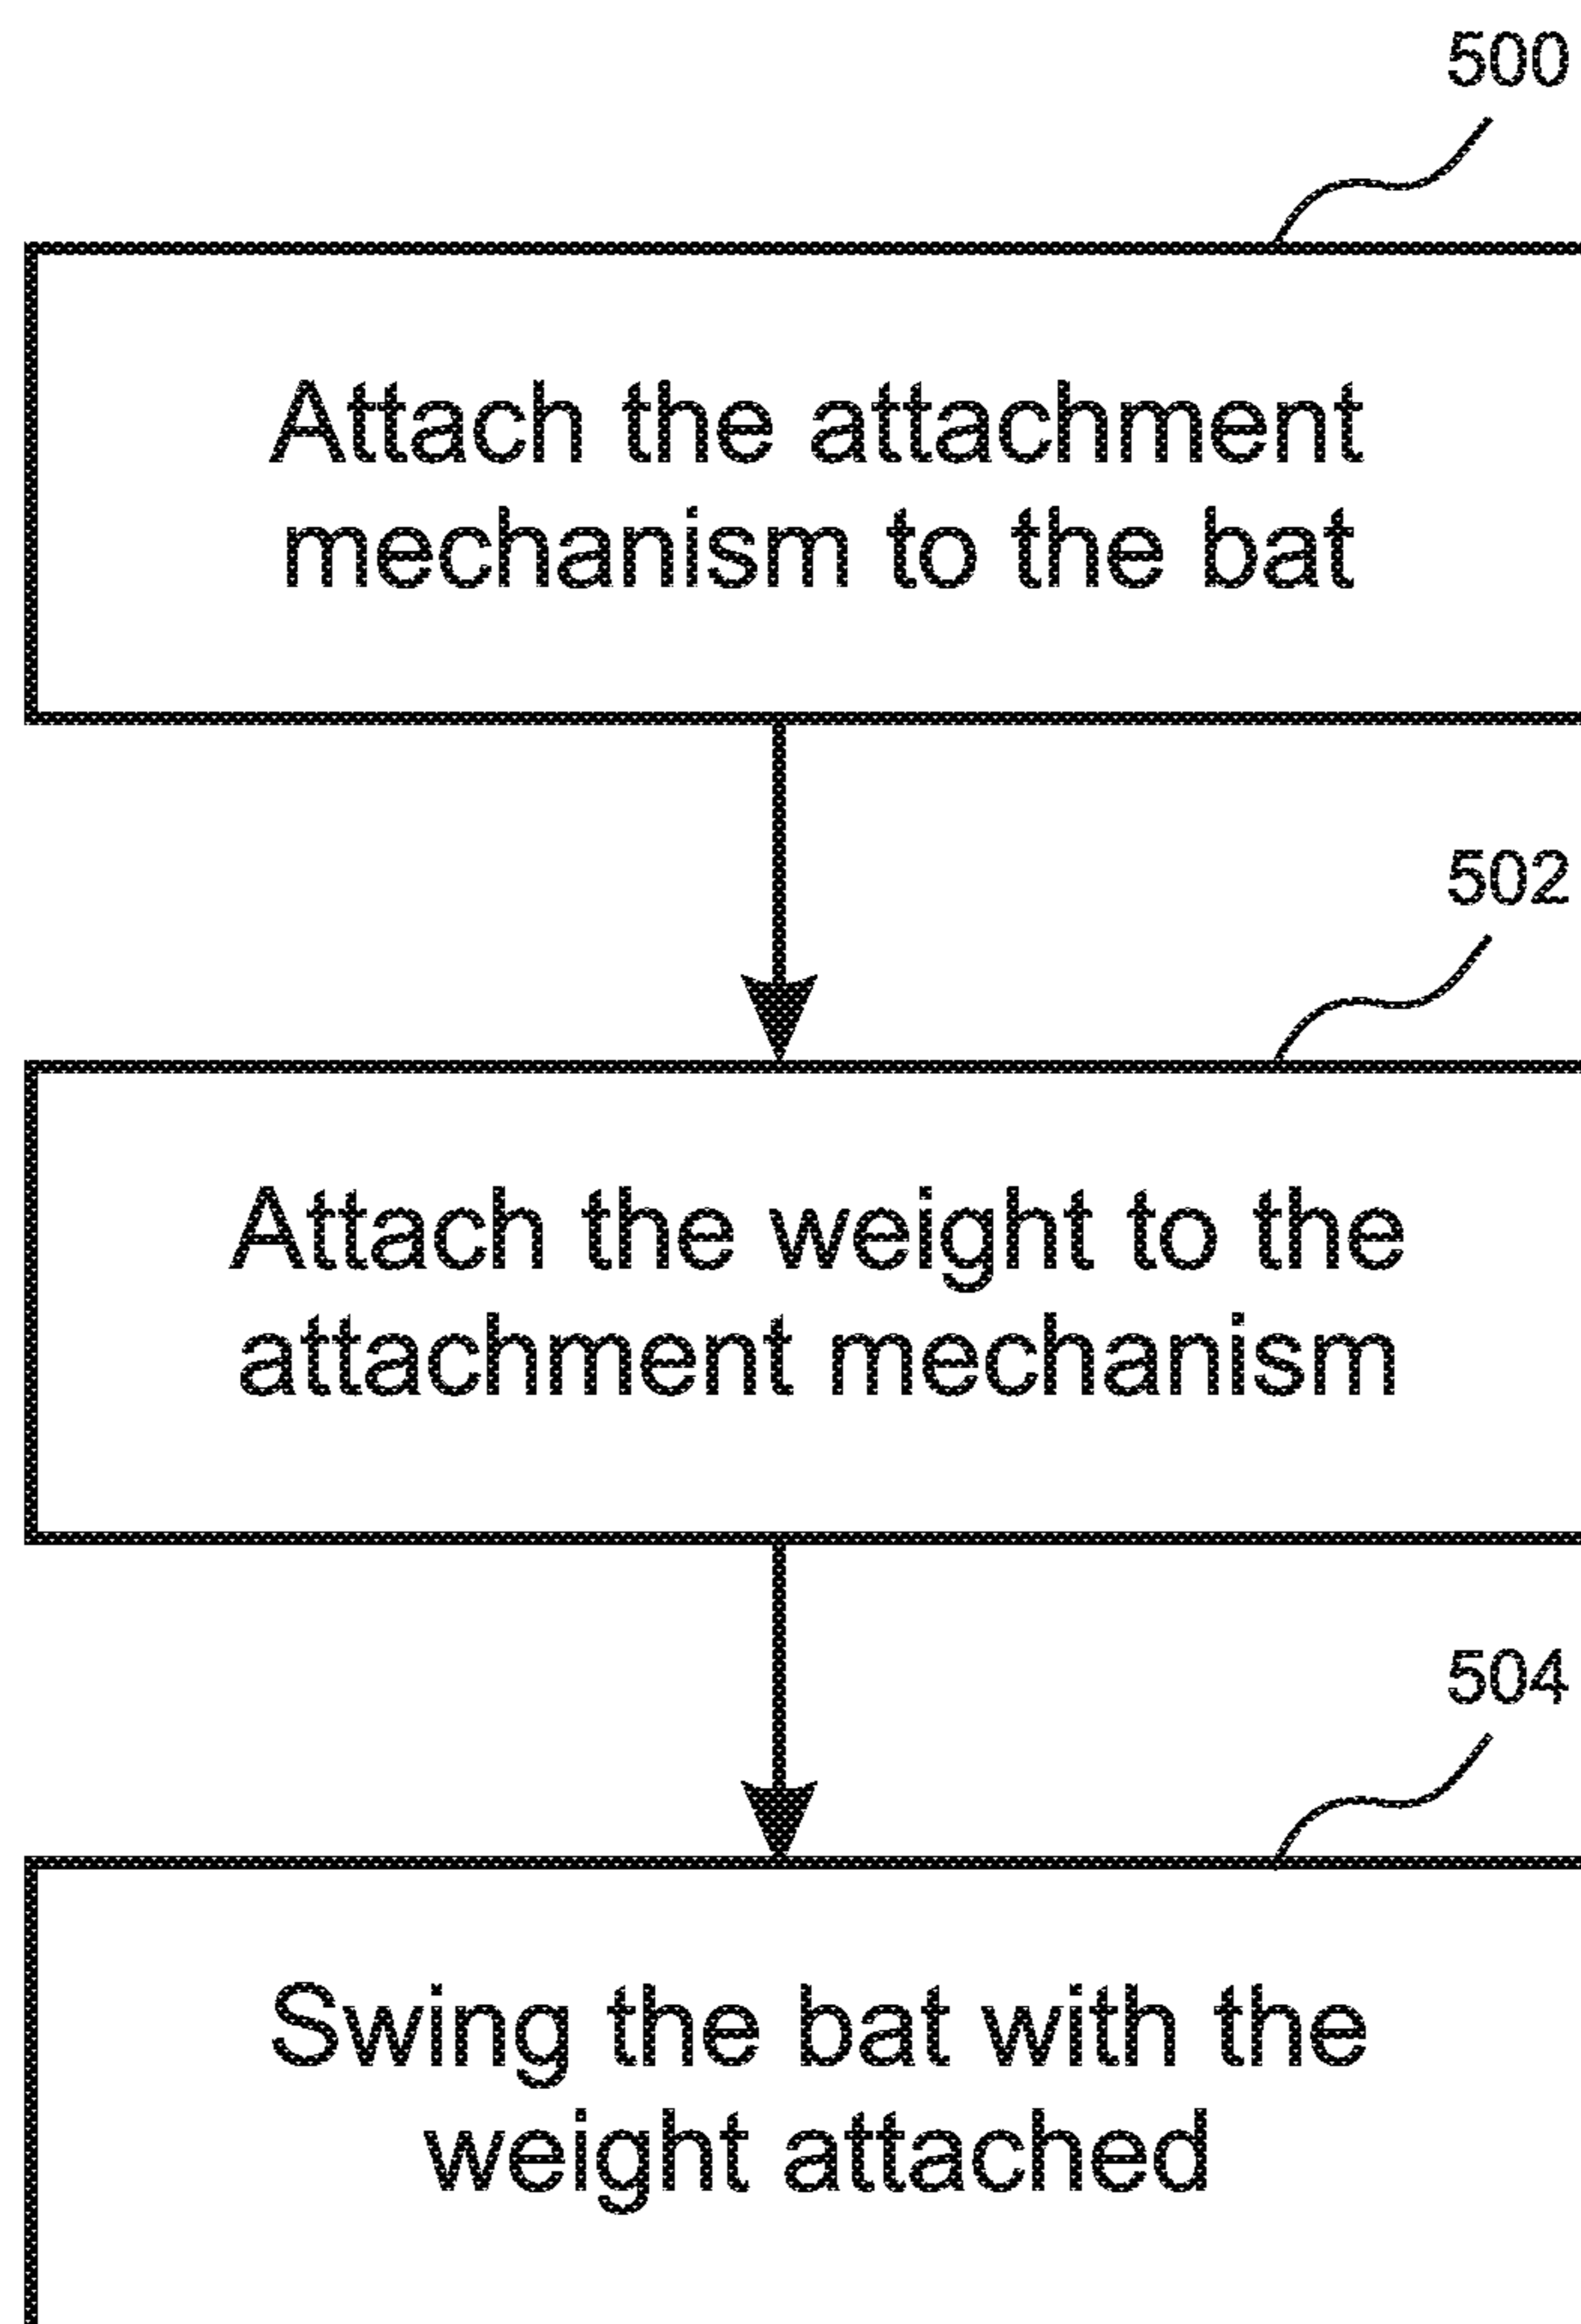 500
Attach the attachment
mechanism to the bat
502
Attach the weight to the
attachment mechanism
504
Swing the bat with the
weight attached